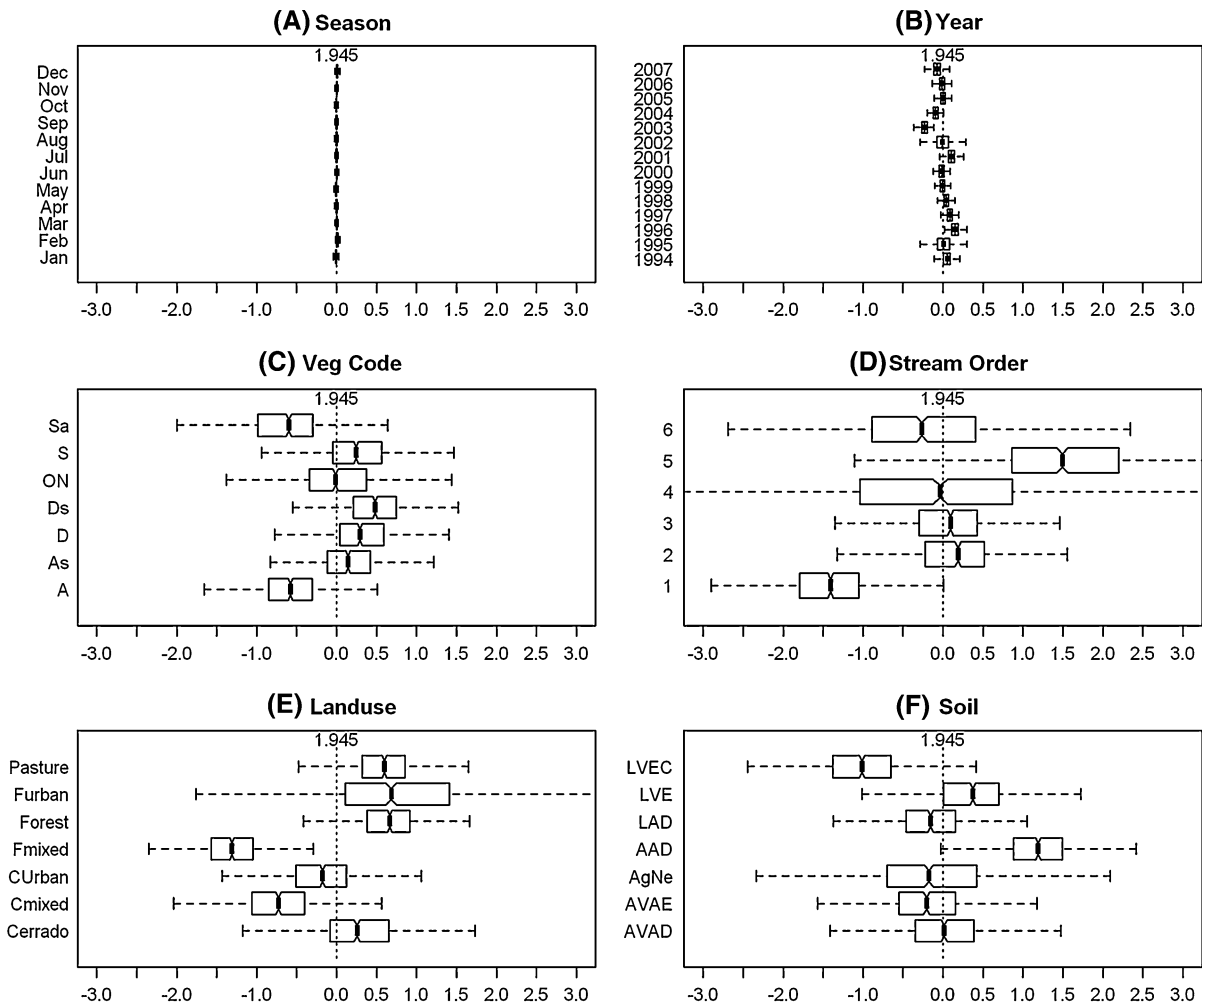 (A) Season
1.945
Dec
Nov
Oct
Sep
Aug
Jul
Jun
May
Apr
Mar
Feb
Jan
-3.0 -2.0 -1.0 0.0 0.5 1.0 1.5 2.0 2.5 3.0
(B) Year
1.945
2007
2006
2005
2004
2003
2002
2001
2000
1999
1998
1997
1996
1995
1994
-3.0 -2.0 -1.0 0.0 0.5 1.0 1.5 2.0 2.5 3.0
(C) Veg Code
1.945
Sa
S
ON
Ds
D
As
A
-3.0 -2.0 -1.0 0.0 0.5 1.0 1.5 2.0 2.5 3.0
(D) Stream Order
1.945
6
5
4
3
2
1
-3.0 -2.0 -1.0 0.0 0.5 1.0 1.5 2.0 2.5 3.0
(E) Landuse
1.945
Pasture
Furban
Forest
Fmixed
CUrban
Cmixed
Cerrado
-3.0 -2.0 -1.0 0.0 0.5 1.0 1.5 2.0 2.5 3.0
(F) Soil
1.945
LVEC
LVE
LAD
AAD
AgNe
AVAE
AVAD
-3.0 -2.0 -1.0 0.0 0.5 1.0 1.5 2.0 2.5 3.0